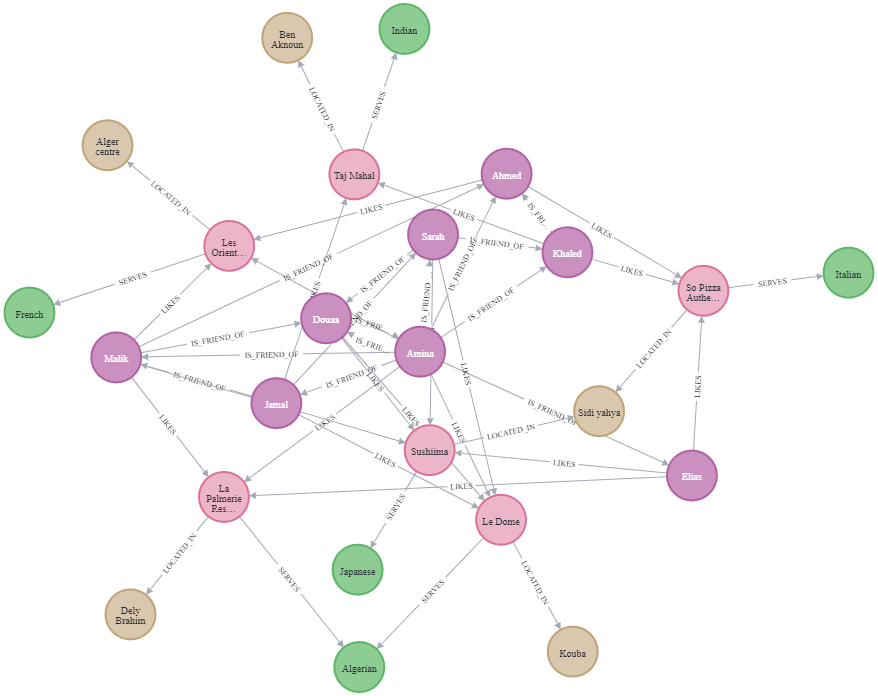 Ben
Aknoun
Indian
LOCATED_IN
SERVES
Alger
centre
Taj Mahal
Ahmed
LOCATED_IN
LIKES
LIKES
IS_FRI...
LIKES
Sarah
IS_FRIEND_OF
Les
Orient...
Khaled
LIKES
IS_FRIEND_OF
IS_FRIEND_OF
IS_FRIEND_OF
Italian
SERVES
SERVES
So Pizza
Authe...
LIKES
French
IS_FRIEND
IS_FRIEND_OF
Douaa
IS_FRIE...
IS_FRIEND_OF
IS_FRIE...
LOCATED_IN
Malik
IS_FRIEND_OF
Amina
IS_FRIEND_OF
IS_FRIEND_OF
LIKES
LIKES
LIKES
Jamal
Sidi yahya
IS_FRIEND_OF
LIKES
LIKES
LIKES
LIKES
LOCATED_IN
Sushiima
LIKES
LIKES
Elias
LIKES
La
Palmerie
Res...
SERVES
Le Dome
LOCATED_IN
Japanese
SERVES
SERVES
LOCATED_IN
Dely
Brahim
Kouba
Algerian